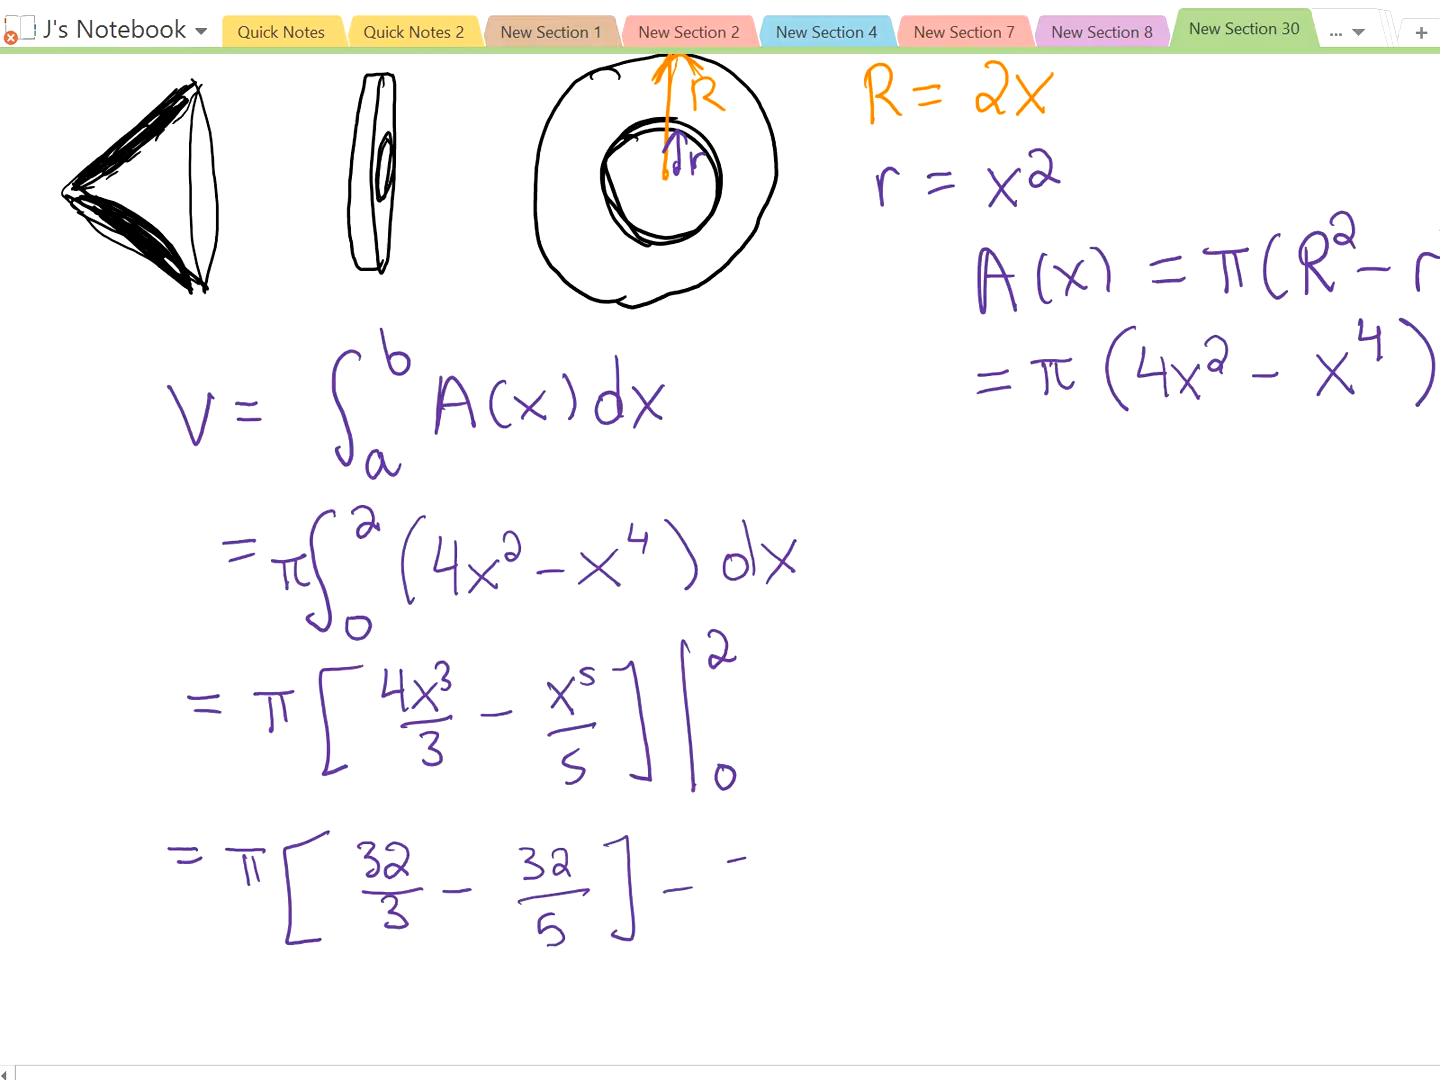 J's Notebook Quick Notes Quick Notes 2 New Section 1 New Section 2 New Section 4 New Section 7 New Section 8 New Section 30 ... +
R
r
R = 2x
r = x²
A(x) = π(R² - r
= π (4x² - x⁴)
V = ∫ₐᵇ A(x)dx
= π∫₀² (4x² - x⁴) dx
= π [4x³/3 - x⁵/5] |₀²
= π [32/3 - 32/5] -